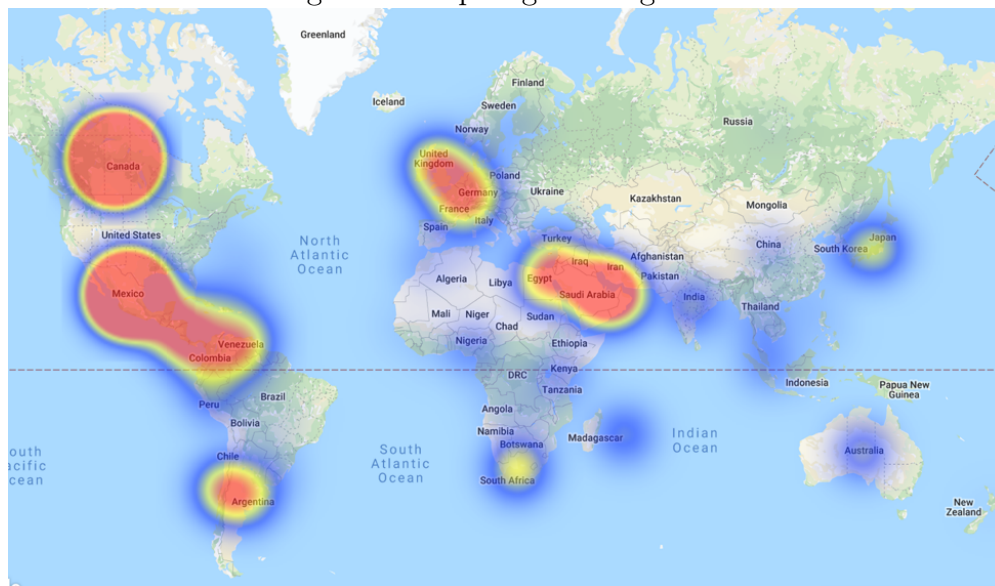 Greenland
Iceland
Finland
Sweden
Norway
Russia
Canada
United
Kingdom
Poland
Germany
Ukraine
Kazakhstan
Mongolia
France
Italy
Spain
United States
North
Atlantic
Ocean
Turkey
China
South Korea
Japan
Iraq
Iran
Afghanistan
Algeria
Libya
Egypt
Pakistan
Mexico
Saudi Arabia
India
Thailand
Mali
Niger
Sudan
Chad
Venezuela
Nigeria
Ethiopia
Colombia
DRC
Kenya
Indonesia
Papua New
Guinea
Peru
Brazil
Tanzania
Angola
Bolivia
Namibia
Botswana
Madagascar
Indian
Ocean
Chile
South
Atlantic
Ocean
Australia
outh
acific
cean
South Africa
Argentina
New
Zealand